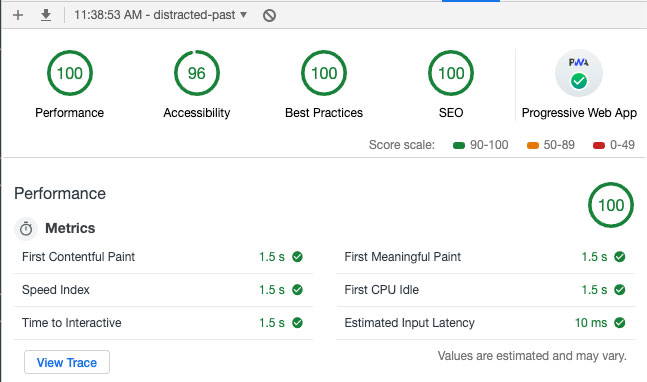 11:38:53 AM - distracted-past
100 96 100 100 PWA
Performance Accessibility Best Practices SEO Progressive Web App
Score scale: 90-100 50-89 0-49
Performance 100
Metrics
First Contentful Paint 1.5 s First Meaningful Paint 1.5 s
Speed Index 1.5 s First CPU Idle 1.5 s
Time to Interactive 1.5 s Estimated Input Latency 10 ms
View Trace Values are estimated and may vary.